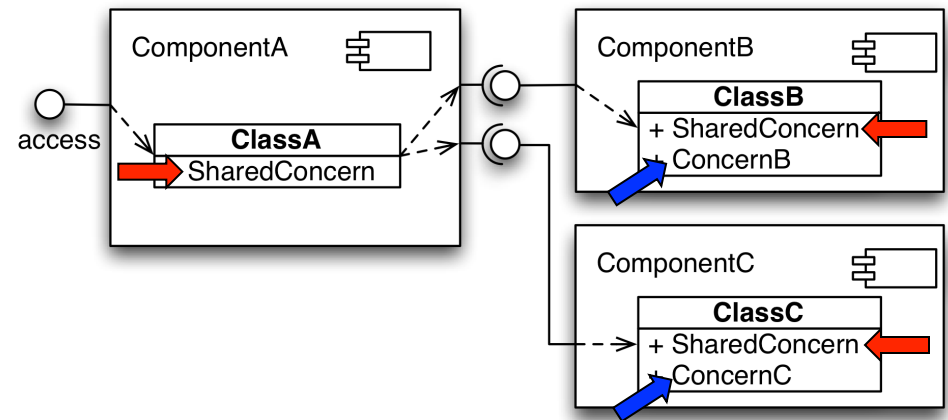 ComponentA
access
ClassA
SharedConcern
ComponentB
ClassB
+ SharedConcern
+ ConcernB
ComponentC
ClassC
+ SharedConcern
+ ConcernC